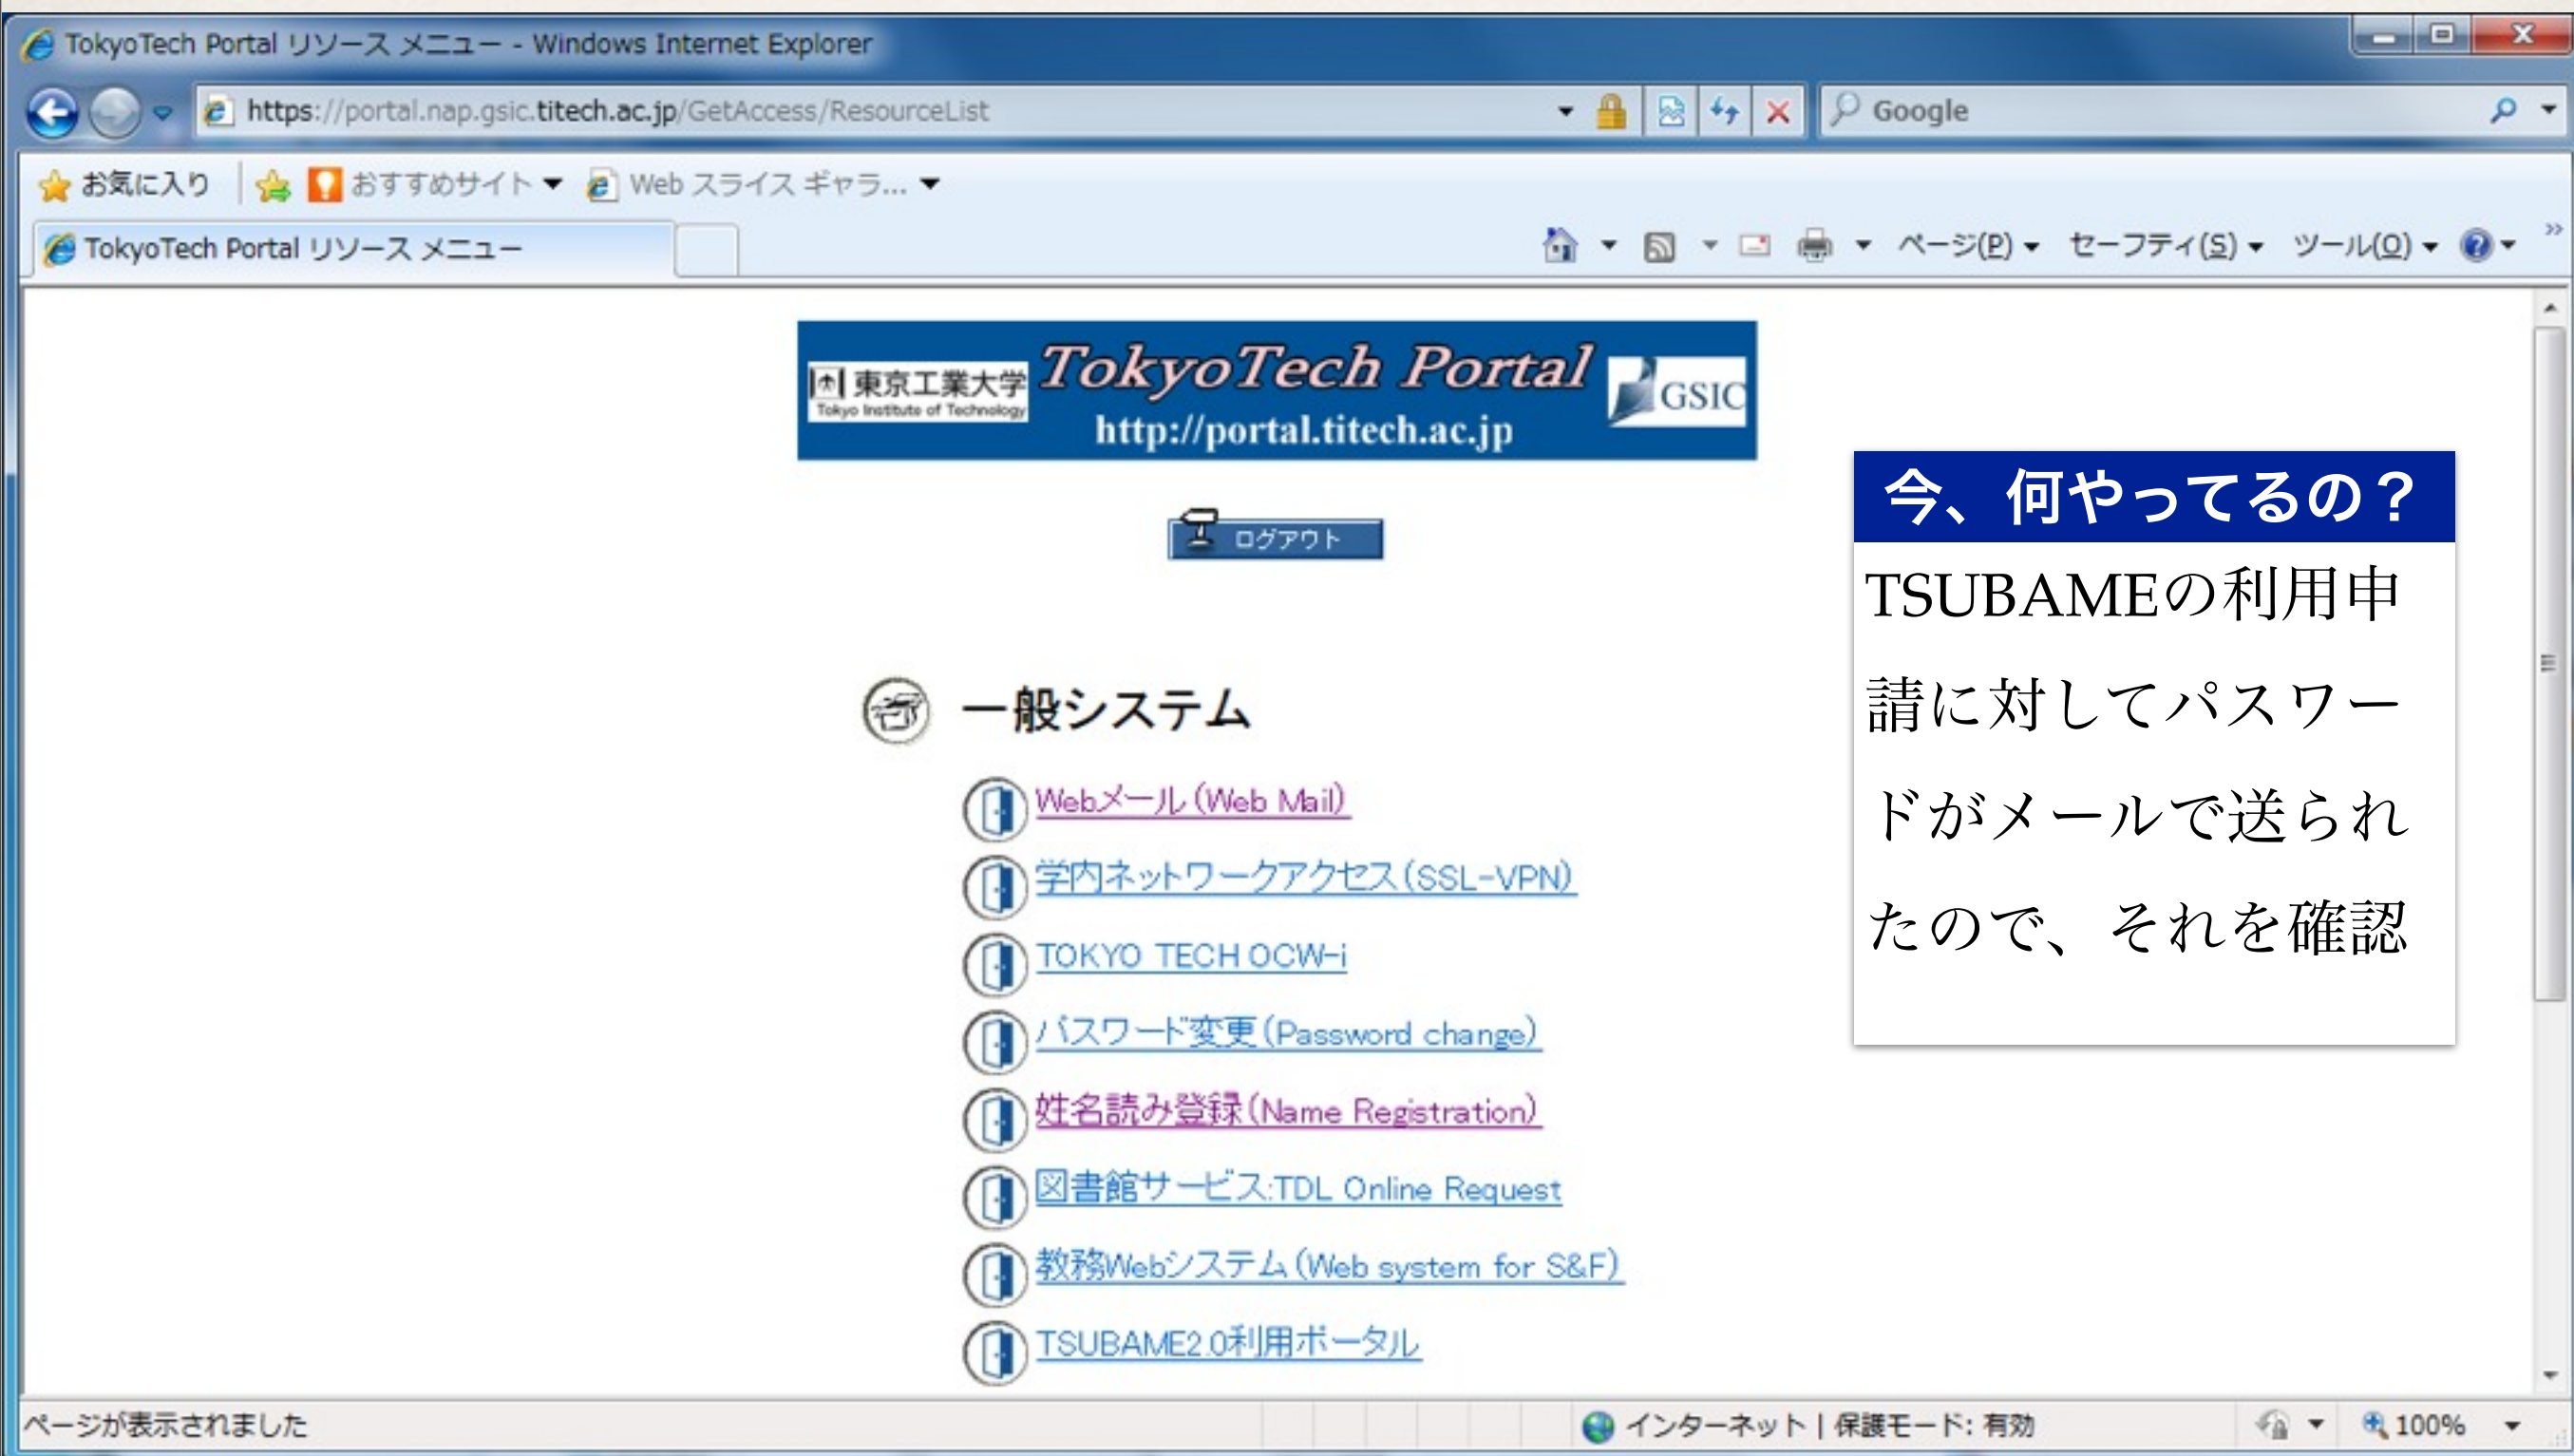 TokyoTech Portal リソース メニュー - Windows Internet Explorer
https://portal.nap.gsic.titech.ac.jp/GetAccess/ResourceList
Google
お気に入り
おすすめサイト
Web スライス ギャラ...
TokyoTech Portal リソース メニュー
ページ(P)
セーフティ(S)
ツール(O)
東京工業大学
Tokyo Institute of Technology
TokyoTech Portal
http://portal.titech.ac.jp
GSIC
ログアウト
今、何やってるの？
TSUBAMEの利用申
請に対してパスワー
ドがメールで送られ
たので、それを確認
一般システム
Webメール(Web Mail)
学内ネットワークアクセス(SSL-VPN)
TOKYO TECH OCW-i
パスワード変更(Password change)
姓名読み登録(Name Registration)
図書館サービス:TDL Online Request
教務Webシステム(Web system for S&F)
TSUBAME2.0利用ポータル
ページが表示されました
インターネット | 保護モード: 有効
100%